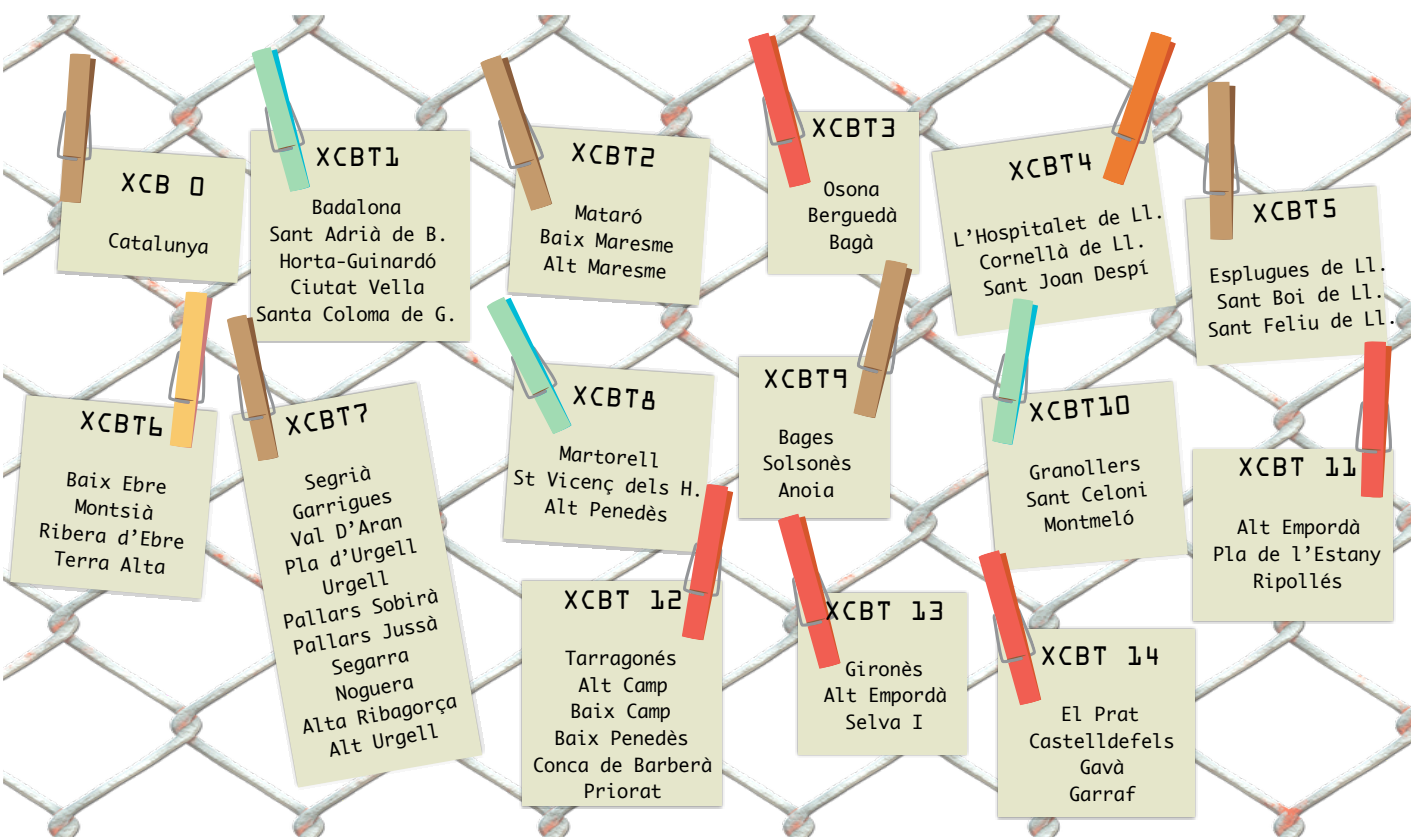 XCB 0
Catalunya
XCBT1
Badalona
Sant Adrià de B.
Horta-Guinardó
Ciutat Vella
Santa Coloma de G.
XCBT2
Mataró
Baix Maresme
Alt Maresme
XCBT3
Osona
Berguedà
Bagà
XCBT4
L’Hospitalet de Ll.
Cornellà de Ll.
Sant Joan Despí
XCBT5
Esplugues de Ll.
Sant Boi de Ll.
Sant Feliu de Ll.
XCBT6
Baix Ebre
Montsià
Ribera d’Ebre
Terra Alta
XCBT7
Segrià
Garrigues
Val D’Aran
Pla d’Urgell
Urgell
Pallars Sobirà
Pallars Jussà
Segarra
Noguera
Alta Ribagorça
Alt Urgell
XCBT8
Martorell
St Vicenç dels H.
Alt Penedès
XCBT9
Bages
Solsonès
Anoia
XCBT10
Granollers
Sant Celoni
Montmeló
XCBT 11
Alt Empordà
Pla de l’Estany
Ripollés
XCBT 12
Tarragonés
Alt Camp
Baix Camp
Baix Penedès
Conca de Barberà
Priorat
XCBT 13
Gironès
Alt Empordà
Selva I
XCBT 14
El Prat
Castelldefels
Gavà
Garraf